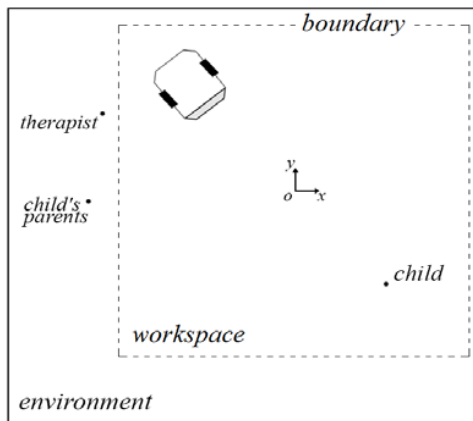 boundary
therapist
y
child's
parents
o
x
child
workspace
environment